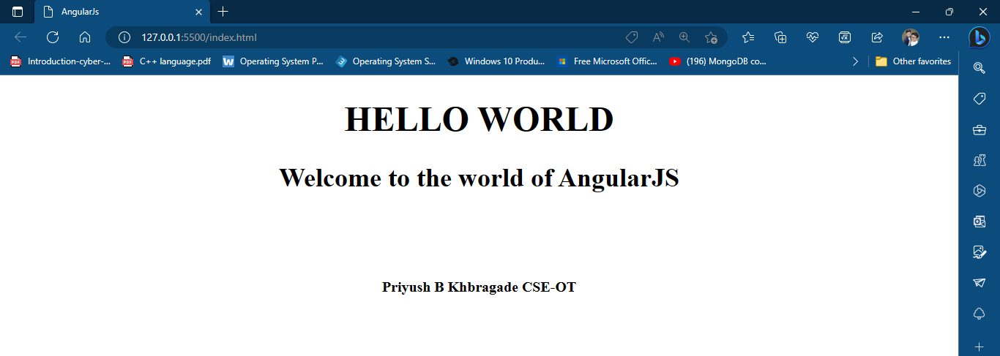 AngularJs
127.0.0.1:5500/index.html
Introduction-cyber-... C++ language.pdf Operating System P... Operating System S... Windows 10 Produ... Free Microsoft Offic... (196) MongoDB co... Other favorites
HELLO WORLD
Welcome to the world of AngularJS
Priyush B Khbragade CSE-OT